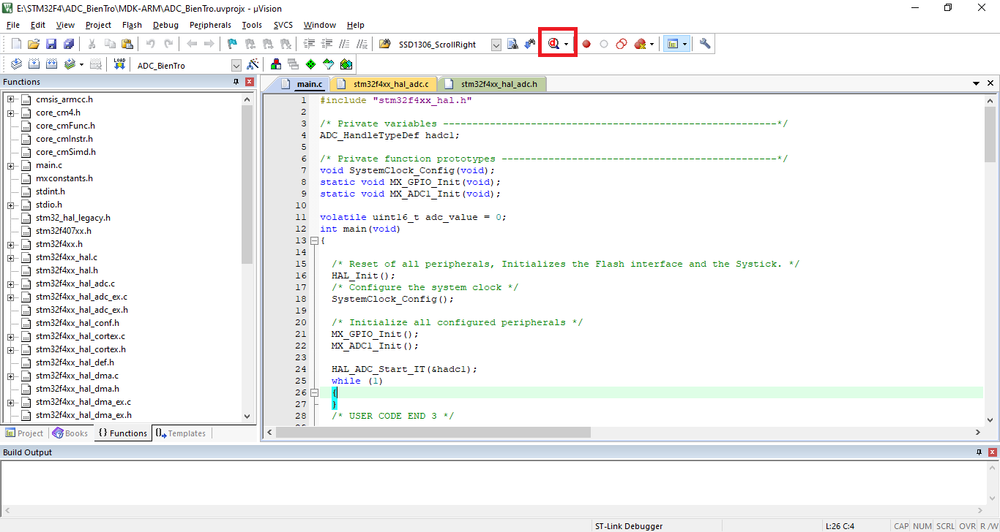 E:\STM32F4\ADC_BienTro\MDK-ARM\ADC_BienTro.uvprojx - µVision
File Edit View Project Flash Debug Peripherals Tools SVCS Window Help
SSD1306_ScrollRight
LOAD
ADC_BienTro
Functions
cmsis_armcc.h
core_cm4.h
core_cmFunc.h
core_cmInstr.h
core_cmSimd.h
main.c
mxconstants.h
stdint.h
stdio.h
stm32_hal_legacy.h
stm32f407xx.h
stm32f4xx.h
stm32f4xx_hal.c
stm32f4xx_hal.h
stm32f4xx_hal_adc.c
stm32f4xx_hal_adc_ex.c
stm32f4xx_hal_adc_ex.h
stm32f4xx_hal_conf.h
stm32f4xx_hal_cortex.c
stm32f4xx_hal_cortex.h
stm32f4xx_hal_def.h
stm32f4xx_hal_dma.c
stm32f4xx_hal_dma.h
stm32f4xx_hal_dma_ex.c
stm32f4xx_hal_dma_ex.h
Project Books {} Functions Templates
main.c stm32f4xx_hal_adc.c stm32f4xx_hal_adc.h
1 #include "stm32f4xx_hal.h"
2
3 /* Private variables ---------------------------------------------------------*/
4 ADC_HandleTypeDef hadc1;
5
6 /* Private function prototypes -----------------------------------------------*/
7 void SystemClock_Config(void);
8 static void MX_GPIO_Init(void);
9 static void MX_ADC1_Init(void);
10
11 volatile uint16_t adc_value = 0;
12 int main(void)
13 {
14
15 /* Reset of all peripherals, Initializes the Flash interface and the Systick. */
16 HAL_Init();
17 /* Configure the system clock */
18 SystemClock_Config();
19
20 /* Initialize all configured peripherals */
21 MX_GPIO_Init();
22 MX_ADC1_Init();
23
24 HAL_ADC_Start_IT(&hadc1);
25 while (1)
26 {
27 }
28 /* USER CODE END 3 */
Build Output
ST-Link Debugger L:26 C:4 CAP NUM SCRL OVR R/W